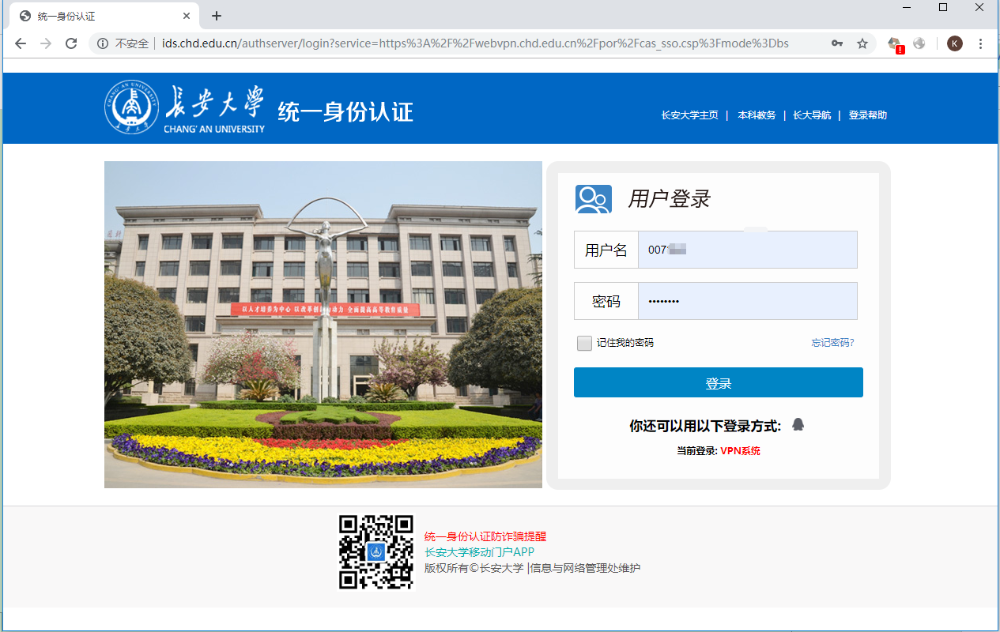 统一身份认证
不安全 ids.chd.edu.cn/authserver/login?service=https%3A%2F%2Fwebvpn.chd.edu.cn%2Fpor%2Fcas_sso.csp%3Fmode%3Dbs
K
CHANG'AN UNIVERSITY
长安大学
CHANG'AN UNIVERSITY
统一身份认证
长安大学主页 | 本科教务 | 长大导航 | 登录帮助
以人才培养为中心 以改革创 动力 全面提高高等教育质量
用户登录
用户名 007
密码 ••••••••
记住我的密码 忘记密码?
登录
你还可以用以下登录方式:
当前登录: VPN系统
统一身份认证防诈骗提醒
长安大学移动门户APP
版权所有©长安大学 |信息与网络管理处维护